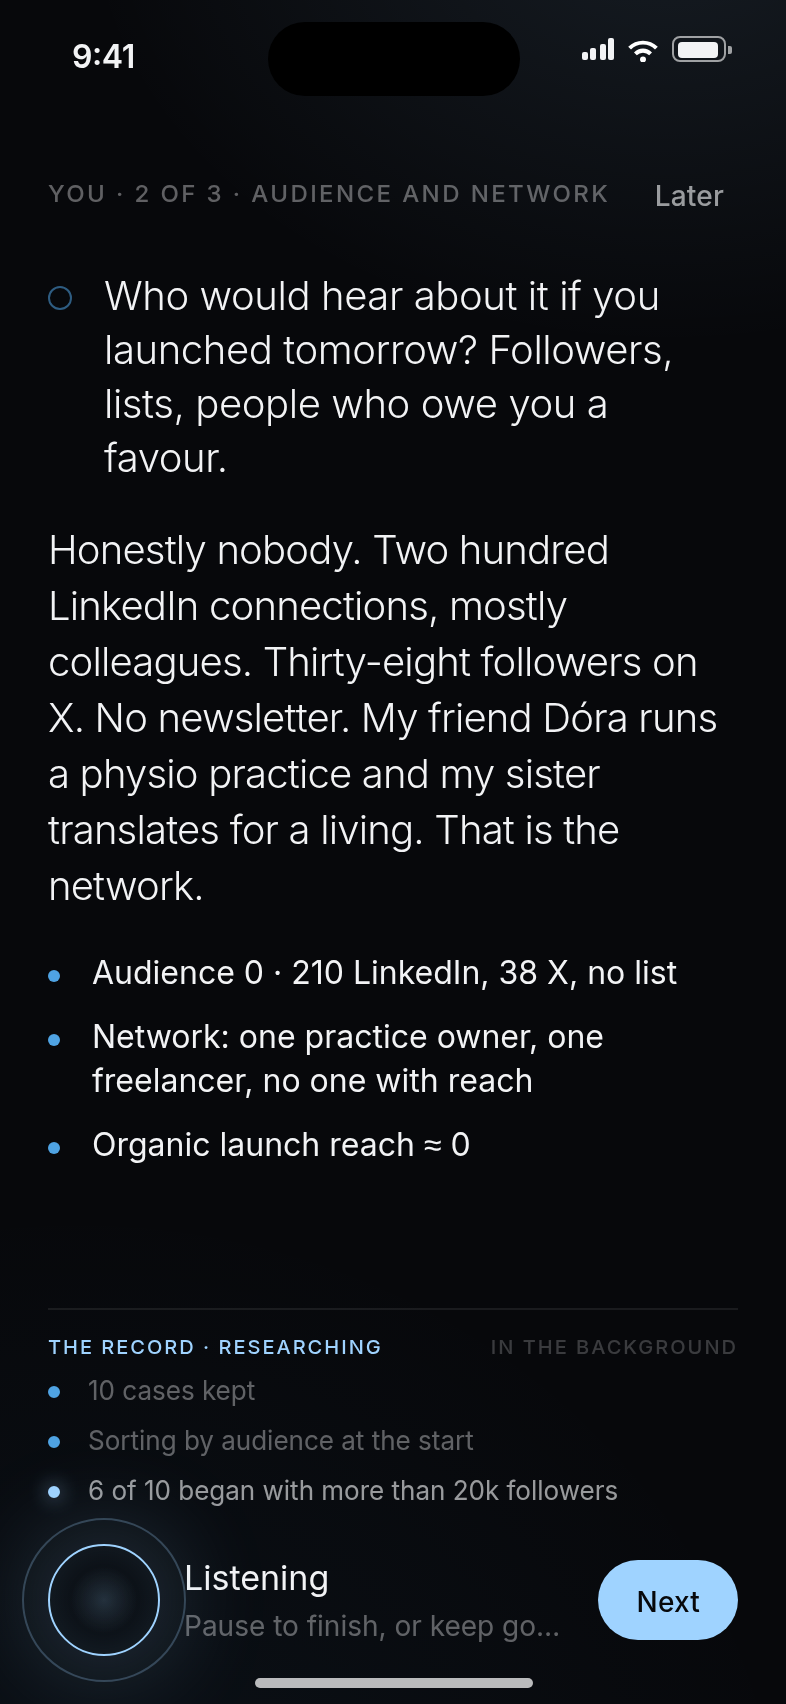 9:41
YOU · 2 OF 3 · AUDIENCE AND NETWORK
Later
Who would hear about it if you
launched tomorrow? Followers,
lists, people who owe you a
favour.
Honestly nobody. Two hundred
LinkedIn connections, mostly
colleagues. Thirty-eight followers on
X. No newsletter. My friend Dóra runs
a physio practice and my sister
translates for a living. That is the
network.
Audience 0 · 210 LinkedIn, 38 X, no list
Network: one practice owner, one
freelancer, no one with reach
Organic launch reach ≈ 0
THE RECORD · RESEARCHING
IN THE BACKGROUND
10 cases kept
Sorting by audience at the start
6 of 10 began with more than 20k followers
Listening
Pause to finish, or keep go...
Next